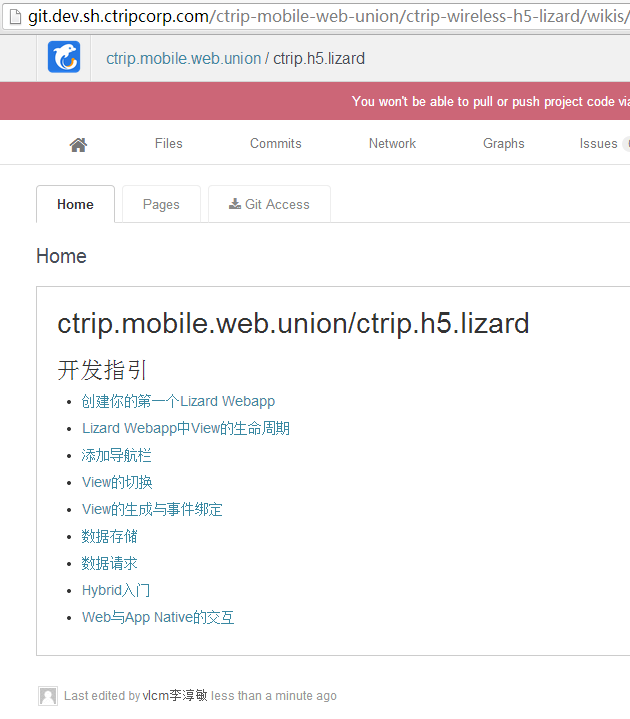 git.dev.sh.ctripcorp.com/ctrip-mobile-web-union/ctrip-wireless-h5-lizard/wikis/
ctrip.mobile.web.union / ctrip.h5.lizard
You won't be able to pull or push project code via
Files Commits Network Graphs Issues
Home Pages Git Access
Home
ctrip.mobile.web.union/ctrip.h5.lizard
开发指引
创建你的第一个Lizard Webapp
Lizard Webapp中View的生命周期
添加导航栏
View的切换
View的生成与事件绑定
数据存储
数据请求
Hybrid入门
Web与App Native的交互
Last edited by vlcm李淳敏 less than a minute ago